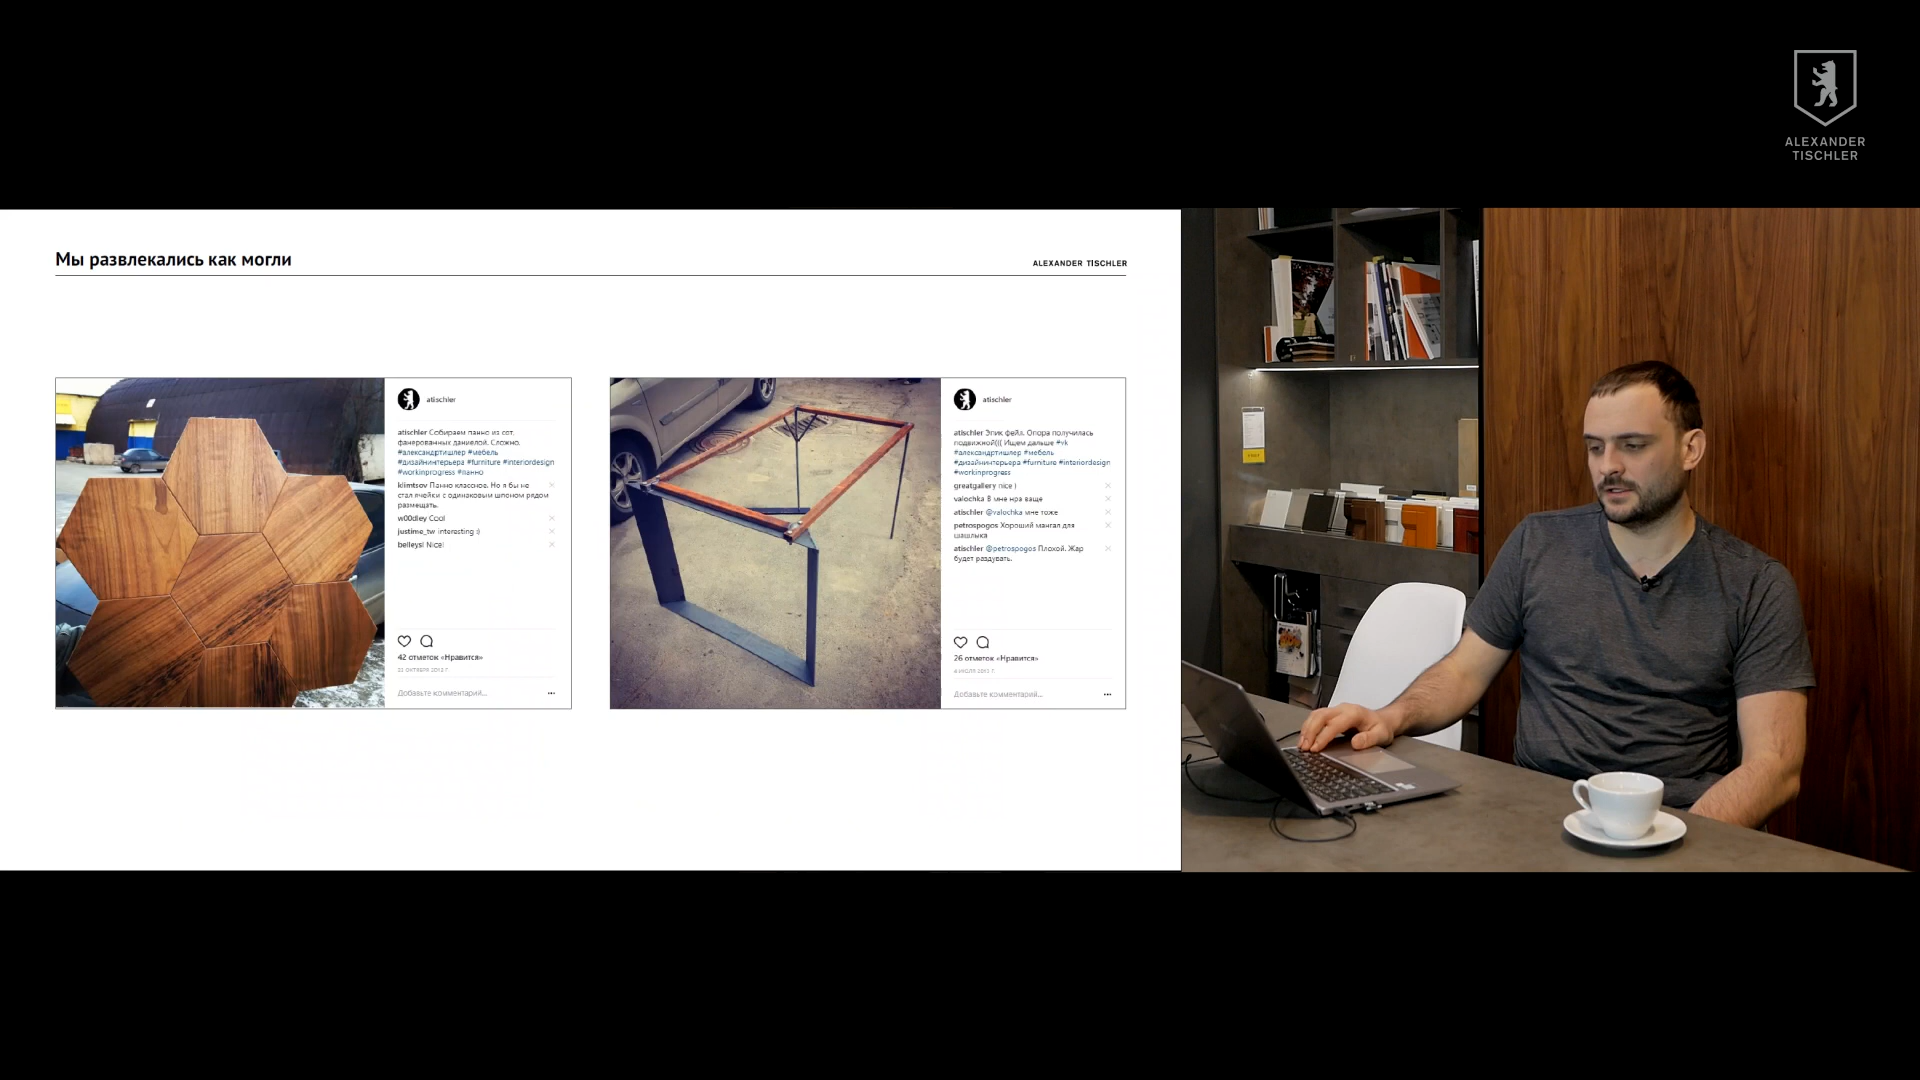 ALEXANDER
TISCHLER
Мы развлекались как могли
ALEXANDER TISCHLER
atischler
atischler Собираем панно из сот,
фанерованных даниелой. Сложно.
#александртишлер #мебель
#дизайнинтерьера #furniture #interiordesign
#workinprogress #панно
klimtsov Панно классное. Но я бы не
стал ячейки с одинаковым шпоном рядом
размещать.
w00dley Cool
justime_tw interesting :)
belleysl Nice!
42 отметок «Нравится»
Добавьте комментарий...
atischler
atischler Эпик фейл. Опора получилась
подвижной((( Ищем дальше #vk
#александртишлер #мебель
#дизайнинтерьера #furniture #interiordesign
#workinprogress
greatgallery nice )
valochka В мне нра ваще
atischler @valochka мне тоже
petrospogos Хороший мангал для
шашлыка
atischler @petrospogos Плохой. Жар
будет раздувать.
26 отметок «Нравится»
Добавьте комментарий...